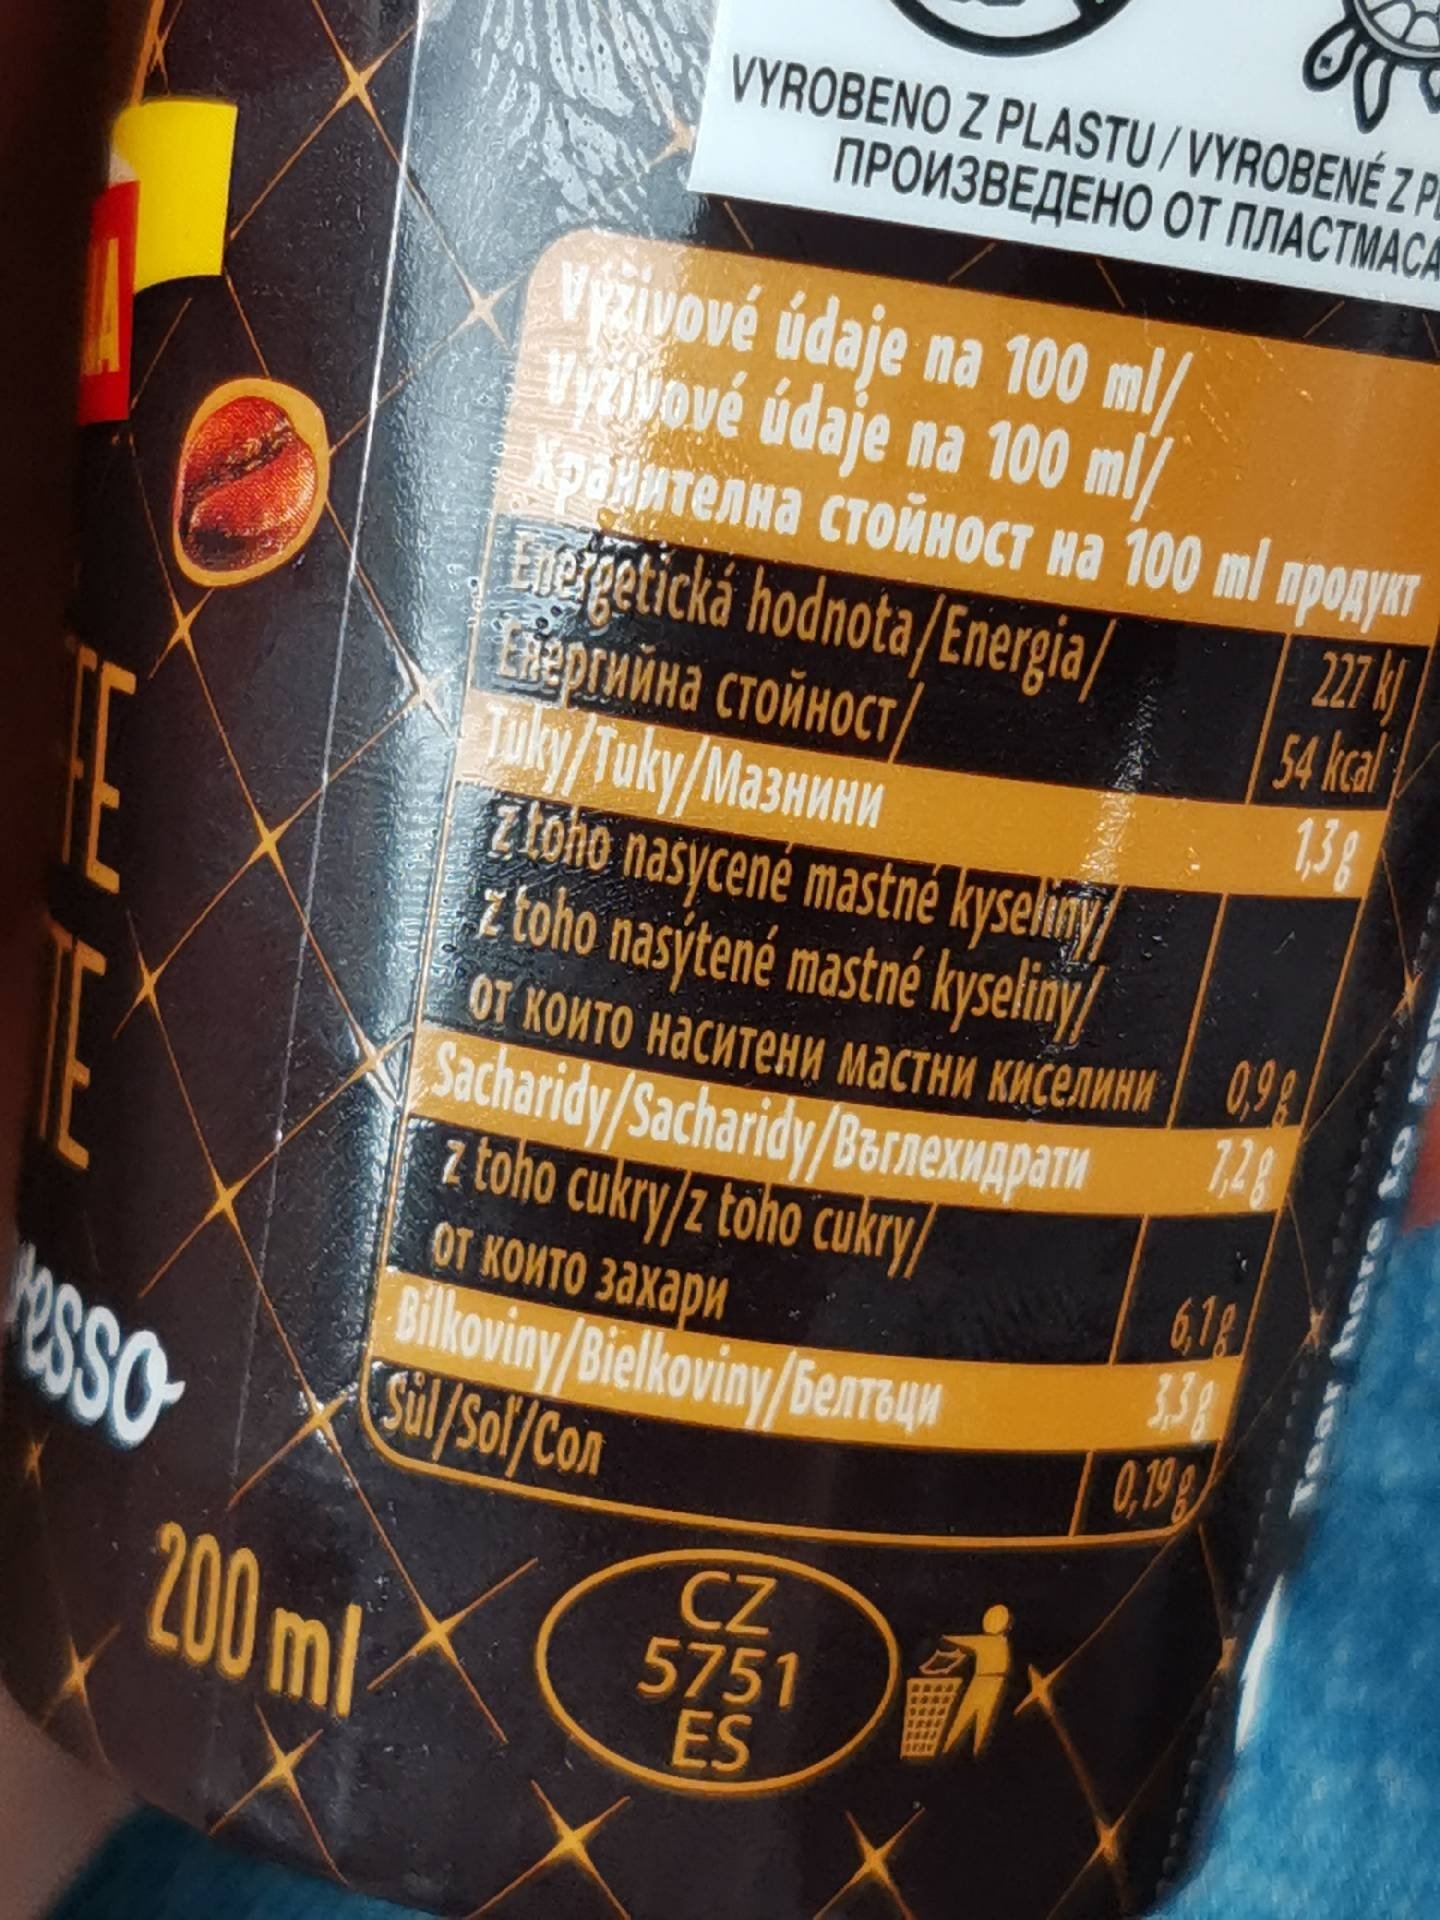 VYROBENO Z PLASTU / VYROBENÉ Z
ПРОИЗВЕДЕНО ОТ ПЛАСТМАСА
Výživové údaje na 100 ml/
Výživové údaje na 100 ml/
Хранителна стойност на 100 ml продукт
Energetická hodnota/Energia/
Енергийна стойност/
227 kJ
54 kcal
Tuky/Tuky/Мазнини 1,3 g
z toho nasycené mastné kyseliny/
z toho nasýtené mastné kyseliny/
от които наситени мастни киселини 0,9 g
Sacharidy/Sacharidy/Въглехидрати 7,2 g
z toho cukry/z toho cukry/
от които захари 6,1 g
Bílkoviny/Bielkoviny/Белтъци 3,3 g
Sůl/Soľ/Сол 0,19 g
200 ml
CZ
5751
ES
Tear here to